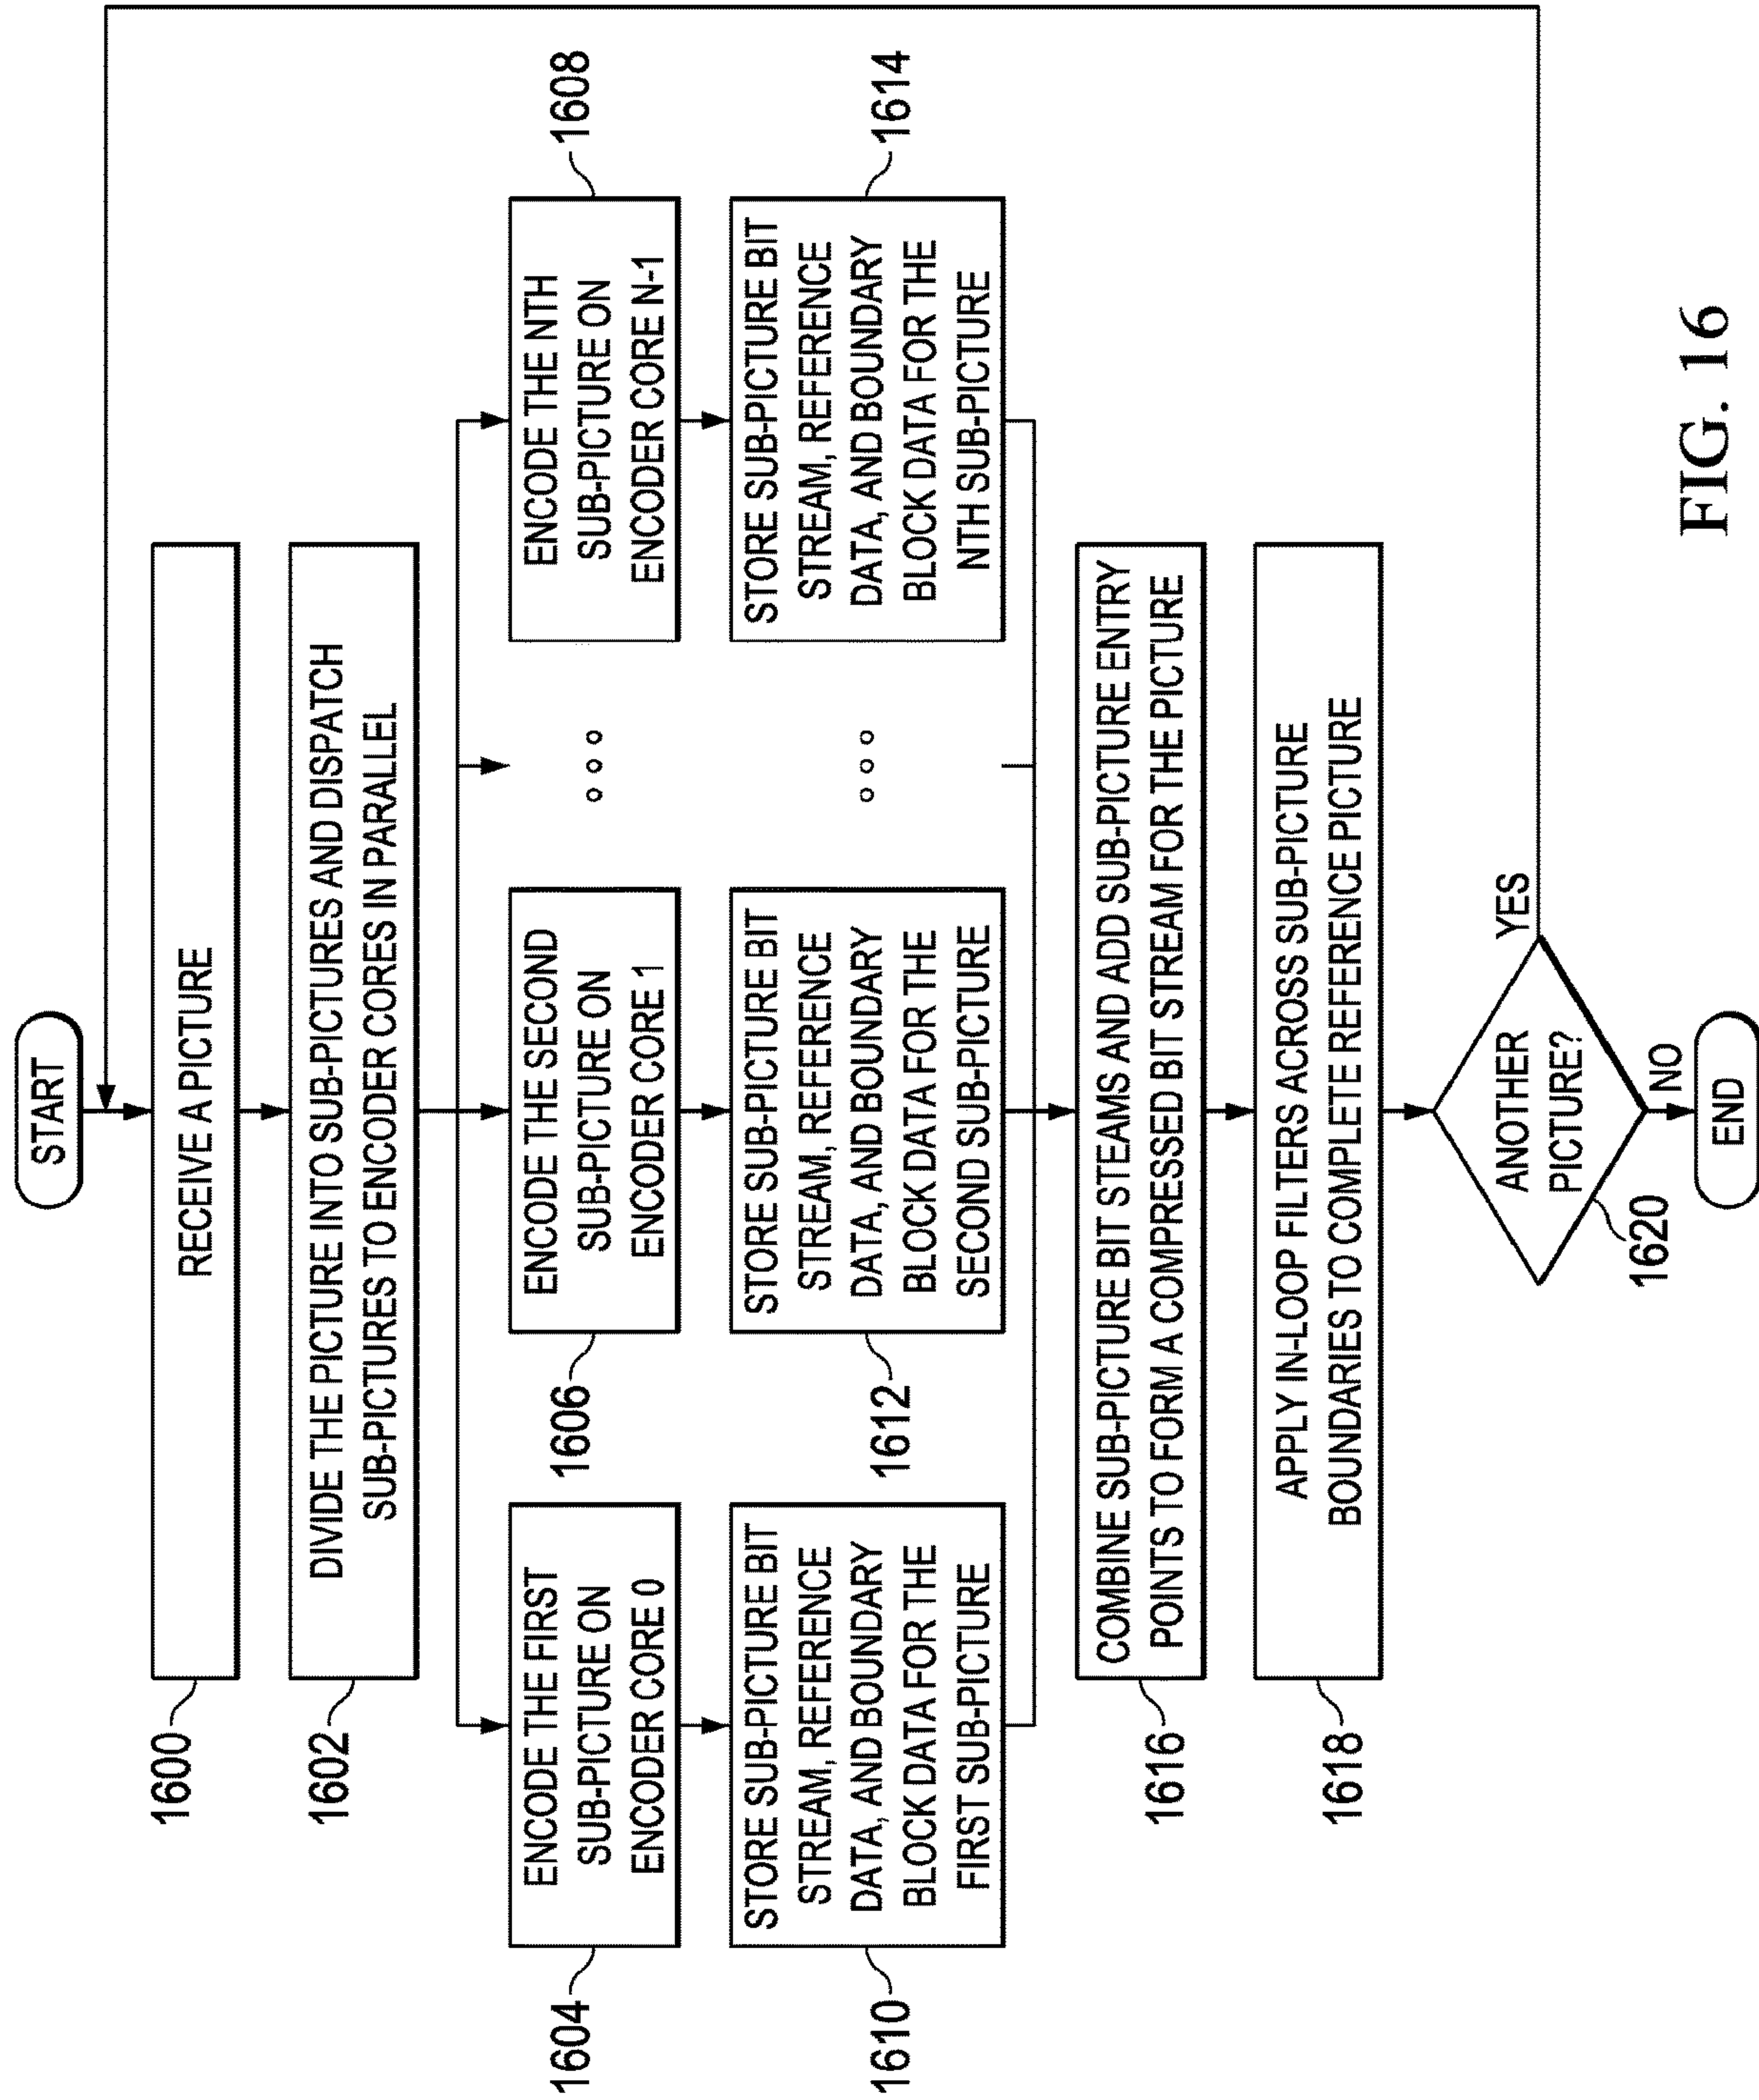 START
RECEIVE A PICTURE
1600
DIVIDE THE PICTURE INTO SUB-PICTURES AND DISPATCH
SUB-PICTURES TO ENCODER CORES IN PARALLEL
1602
ENCODE THE FIRST
SUB-PICTURE ON
ENCODER CORE 0
1604
ENCODE THE SECOND
SUB-PICTURE ON
ENCODER CORE 1
1606
ENCODE THE NTH
SUB-PICTURE ON
ENCODER CORE N-1
1608
STORE SUB-PICTURE BIT
STREAM, REFERENCE
DATA, AND BOUNDARY
BLOCK DATA FOR THE
FIRST SUB-PICTURE
1610
STORE SUB-PICTURE BIT
STREAM, REFERENCE
DATA, AND BOUNDARY
BLOCK DATA FOR THE
SECOND SUB-PICTURE
1612
STORE SUB-PICTURE BIT
STREAM, REFERENCE
DATA, AND BOUNDARY
BLOCK DATA FOR THE
NTH SUB-PICTURE
1614
COMBINE SUB-PICTURE BIT STEAMS AND ADD SUB-PICTURE ENTRY
POINTS TO FORM A COMPRESSED BIT STREAM FOR THE PICTURE
1616
APPLY IN-LOOP FILTERS ACROSS SUB-PICTURE
BOUNDARIES TO COMPLETE REFERENCE PICTURE
1618
ANOTHER
PICTURE?
1620
YES
NO
END
FIG. 16